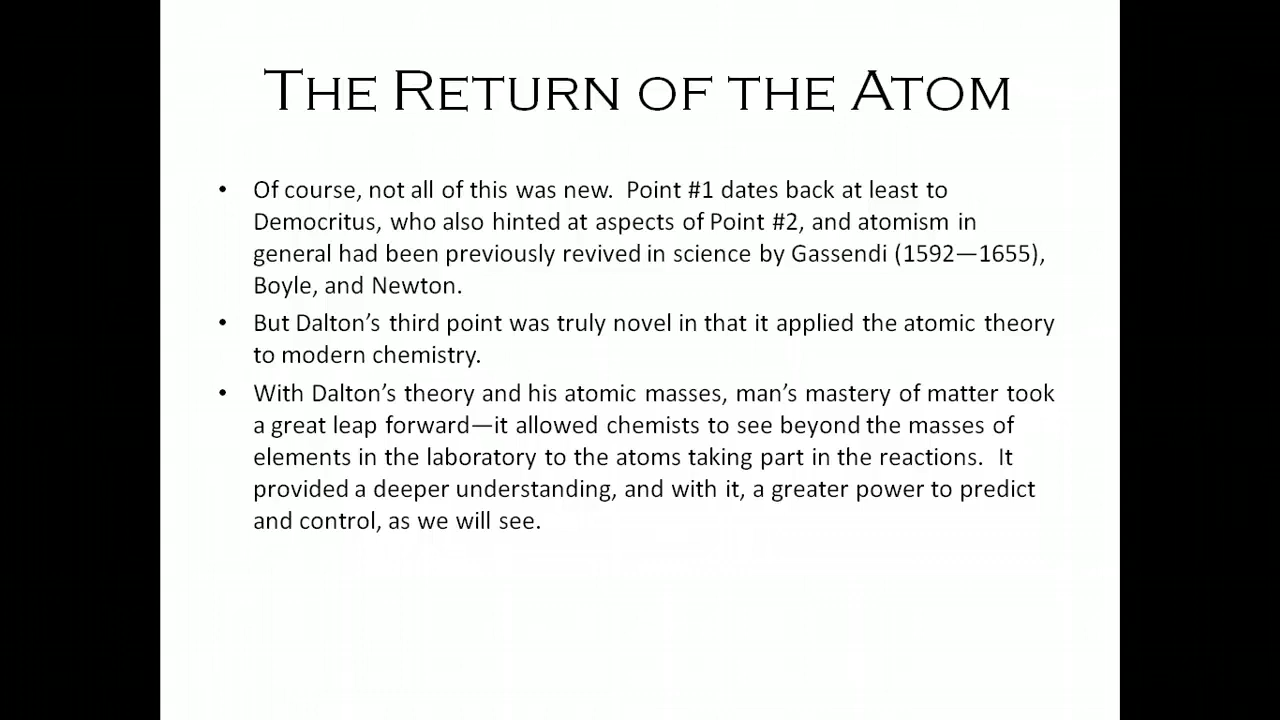 The Return of the Atom
• Of course, not all of this was new.  Point #1 dates back at least to
Democritus, who also hinted at aspects of Point #2, and atomism in
general had been previously revived in science by Gassendi (1592—1655),
Boyle, and Newton.
• But Dalton’s third point was truly novel in that it applied the atomic theory
to modern chemistry.
• With Dalton’s theory and his atomic masses, man’s mastery of matter took
a great leap forward—it allowed chemists to see beyond the masses of
elements in the laboratory to the atoms taking part in the reactions.  It
provided a deeper understanding, and with it, a greater power to predict
and control, as we will see.